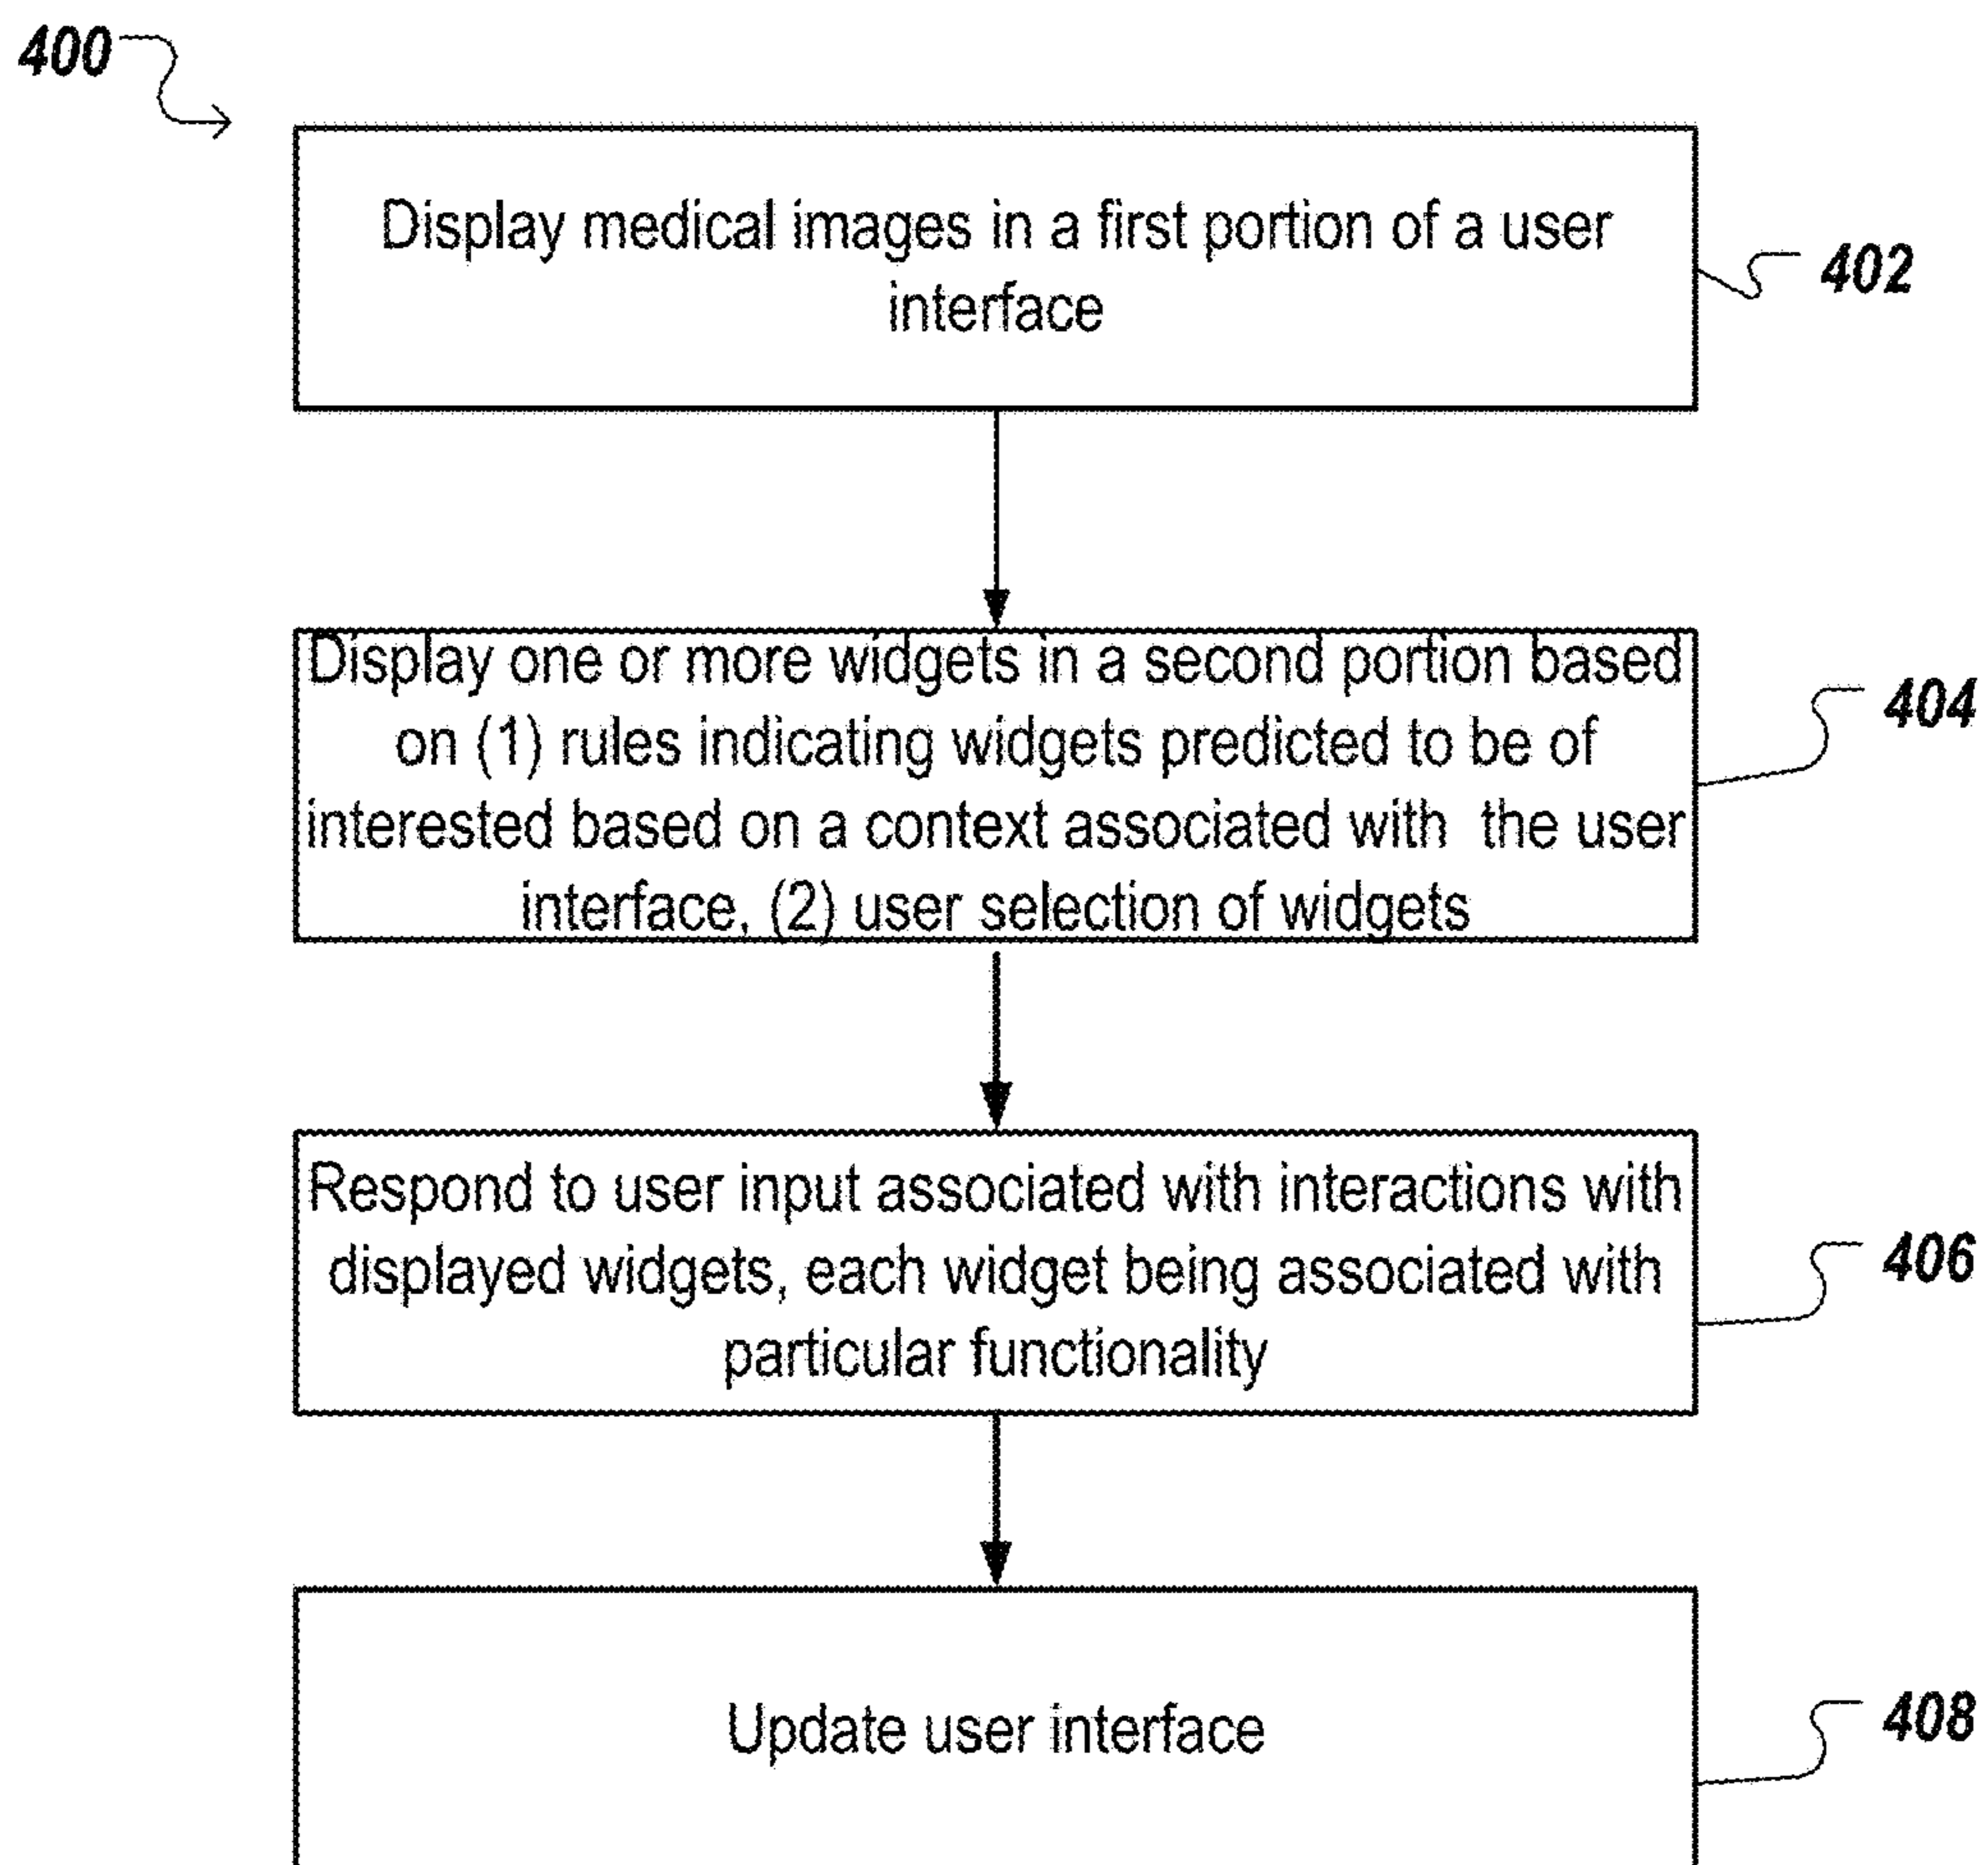 400
Display medical images in a first portion of a user
interface
402
Display one or more widgets in a second portion based
on (1) rules indicating widgets predicted to be of
interested based on a context associated with the user
interface, (2) user selection of widgets
404
Respond to user input associated with interactions with
displayed widgets, each widget being associated with
particular functionality
406
Update user interface
408